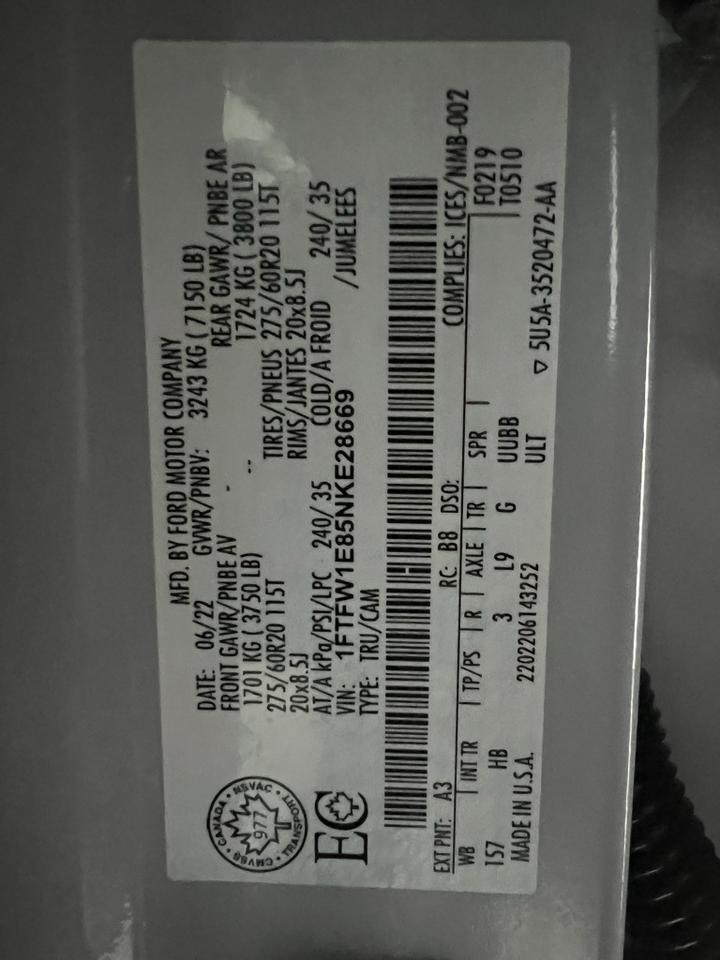 MFD. BY FORD MOTOR COMPANY
DATE: 06/22 GVWR/PNBV: 3243 KG ( 7150 LB)
FRONT GAWR/PNBE AV - REAR GAWR/ PNBE AR
1701 KG ( 3750 LB) -- 1724 KG ( 3800 LB)
275/60R20 115T TIRES/PNEUS 275/60R20 115T
20x8.5J RIMS/JANTES 20x8.5J
AT/A kPa/PSI/LPC 240/ 35 COLD/A FROID 240/ 35
VIN: 1FTFW1E85NKE28669 /JUMELEES
TYPE: TRU/CAM
CANADA • NSVAC • TRANSPORT • CMVSS •
977
EC
EXT PNT: A3 RC: B8 DSO: COMPLIES: ICES/NMB-002
WB | INT TR | TP/PS | R | AXLE | TR | SPR | F0219
157 HB 3 L9 G UUBB T0510
MADE IN U.S.A. 2202206143252 ULT
▽ 5U5A-3520472-AA